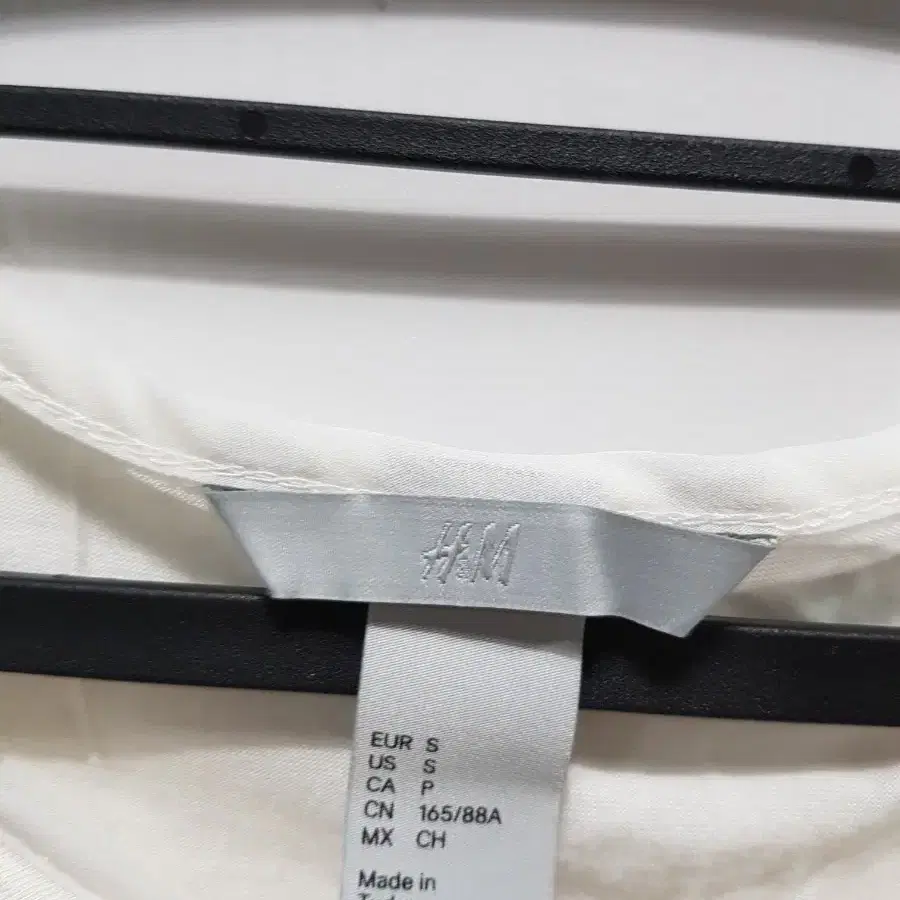 H&M
EUR S
US S
CA P
CN 165/88A
MX CH
Made in